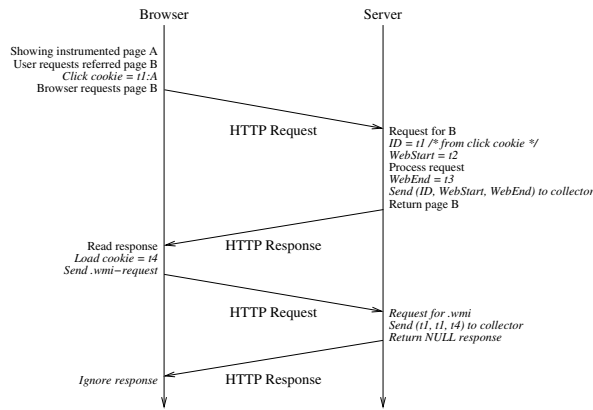 Browser
Server
Showing instrumented page A
User requests referred page B
Click cookie = t1:A
Browser requests page B
HTTP Request
Request for B
ID = t1 /* from click cookie */
WebStart = t2
Process request
WebEnd = t3
Send (ID, WebStart, WebEnd) to collector
Return page B
HTTP Response
Read response
Load cookie = t4
Send .wmi−request
HTTP Request
Request for .wmi
Send (t1, t1, t4) to collector
Return NULL response
HTTP Response
Ignore response